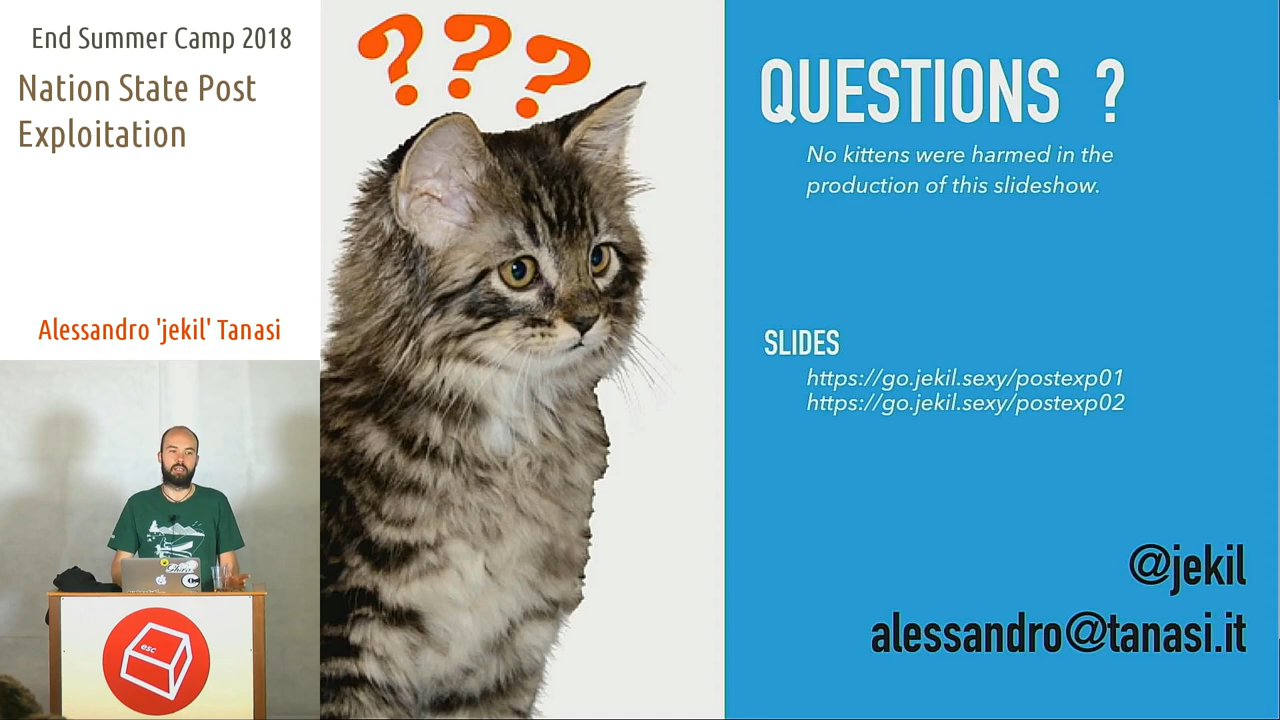 End Summer Camp 2018
Nation State Post
Exploitation
Alessandro 'jekil' Tanasi
esc
???
QUESTIONS ?
No kittens were harmed in the
production of this slideshow.
SLIDES
https://go.jekil.sexy/postexp01
https://go.jekil.sexy/postexp02
@jekil
alessandro@tanasi.it